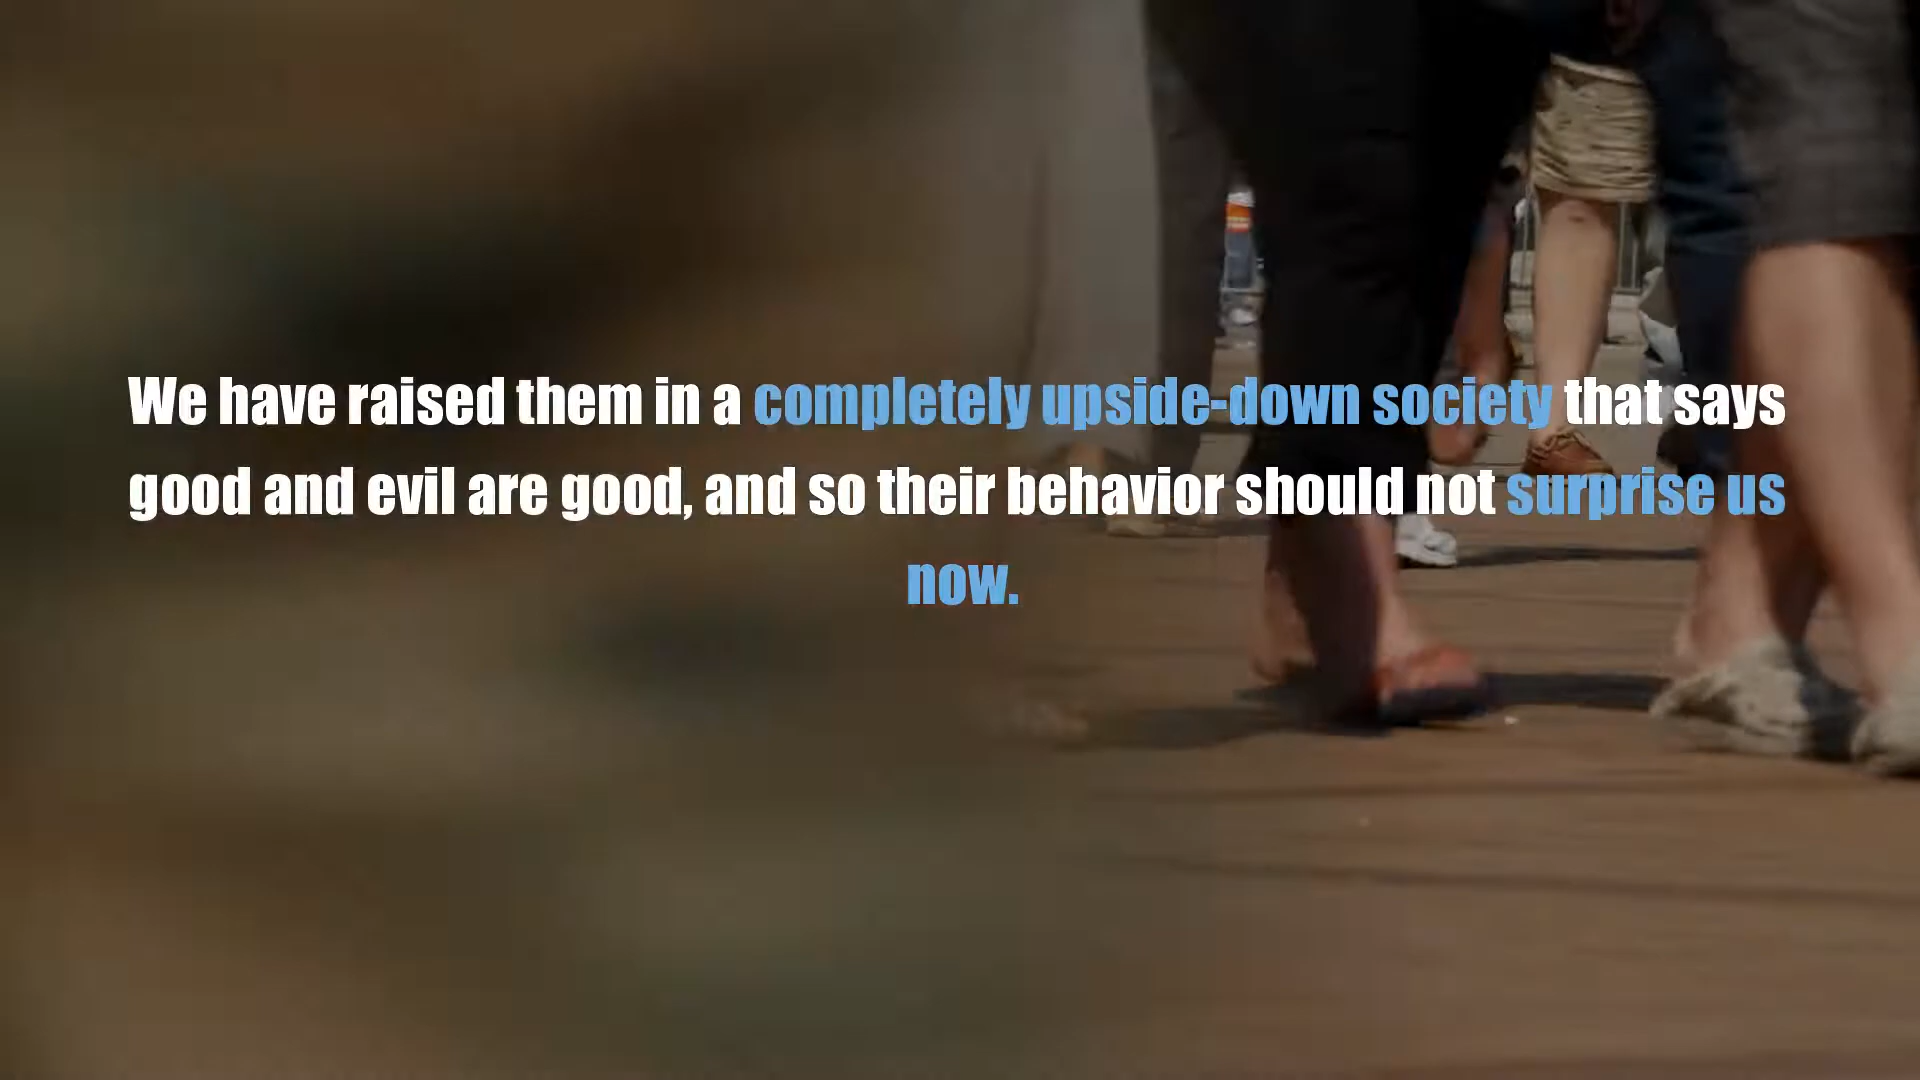 We have raised them in a completely upside-down society that says
good and evil are good, and so their behavior should not surprise us
now.